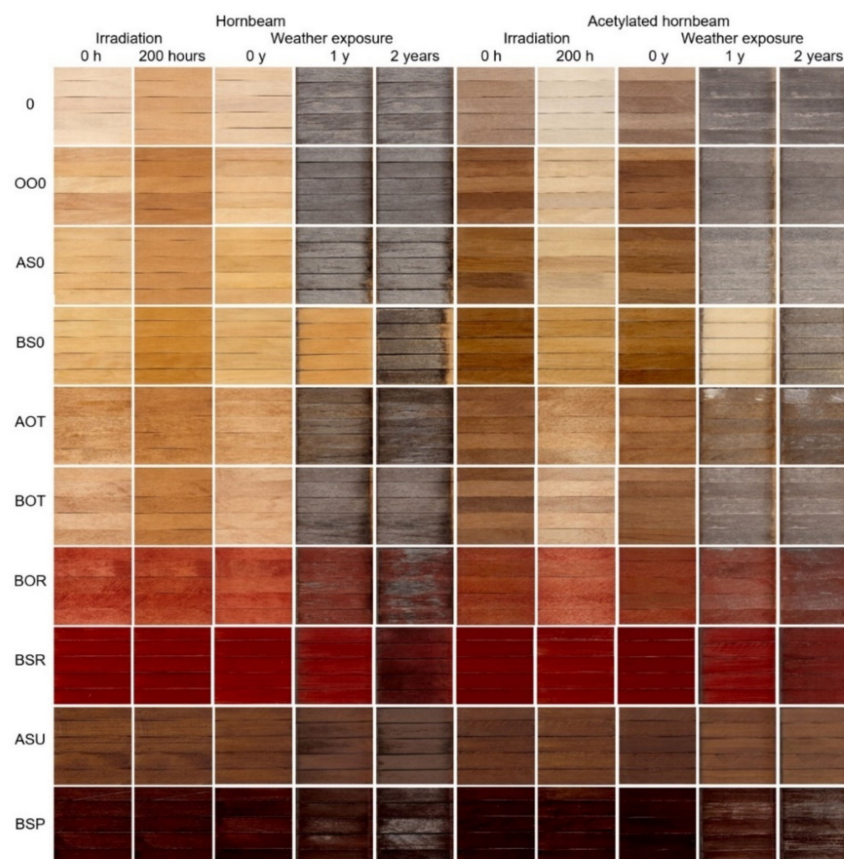 Hornbeam Acetylated hornbeam
Irradiation Weather exposure Irradiation Weather exposure
0 h 200 hours 0 y 1 y 2 years 0 h 200 h 0 y 1 y 2 years
0
OO0
AS0
BS0
AOT
BOT
BOR
BSR
ASU
BSP